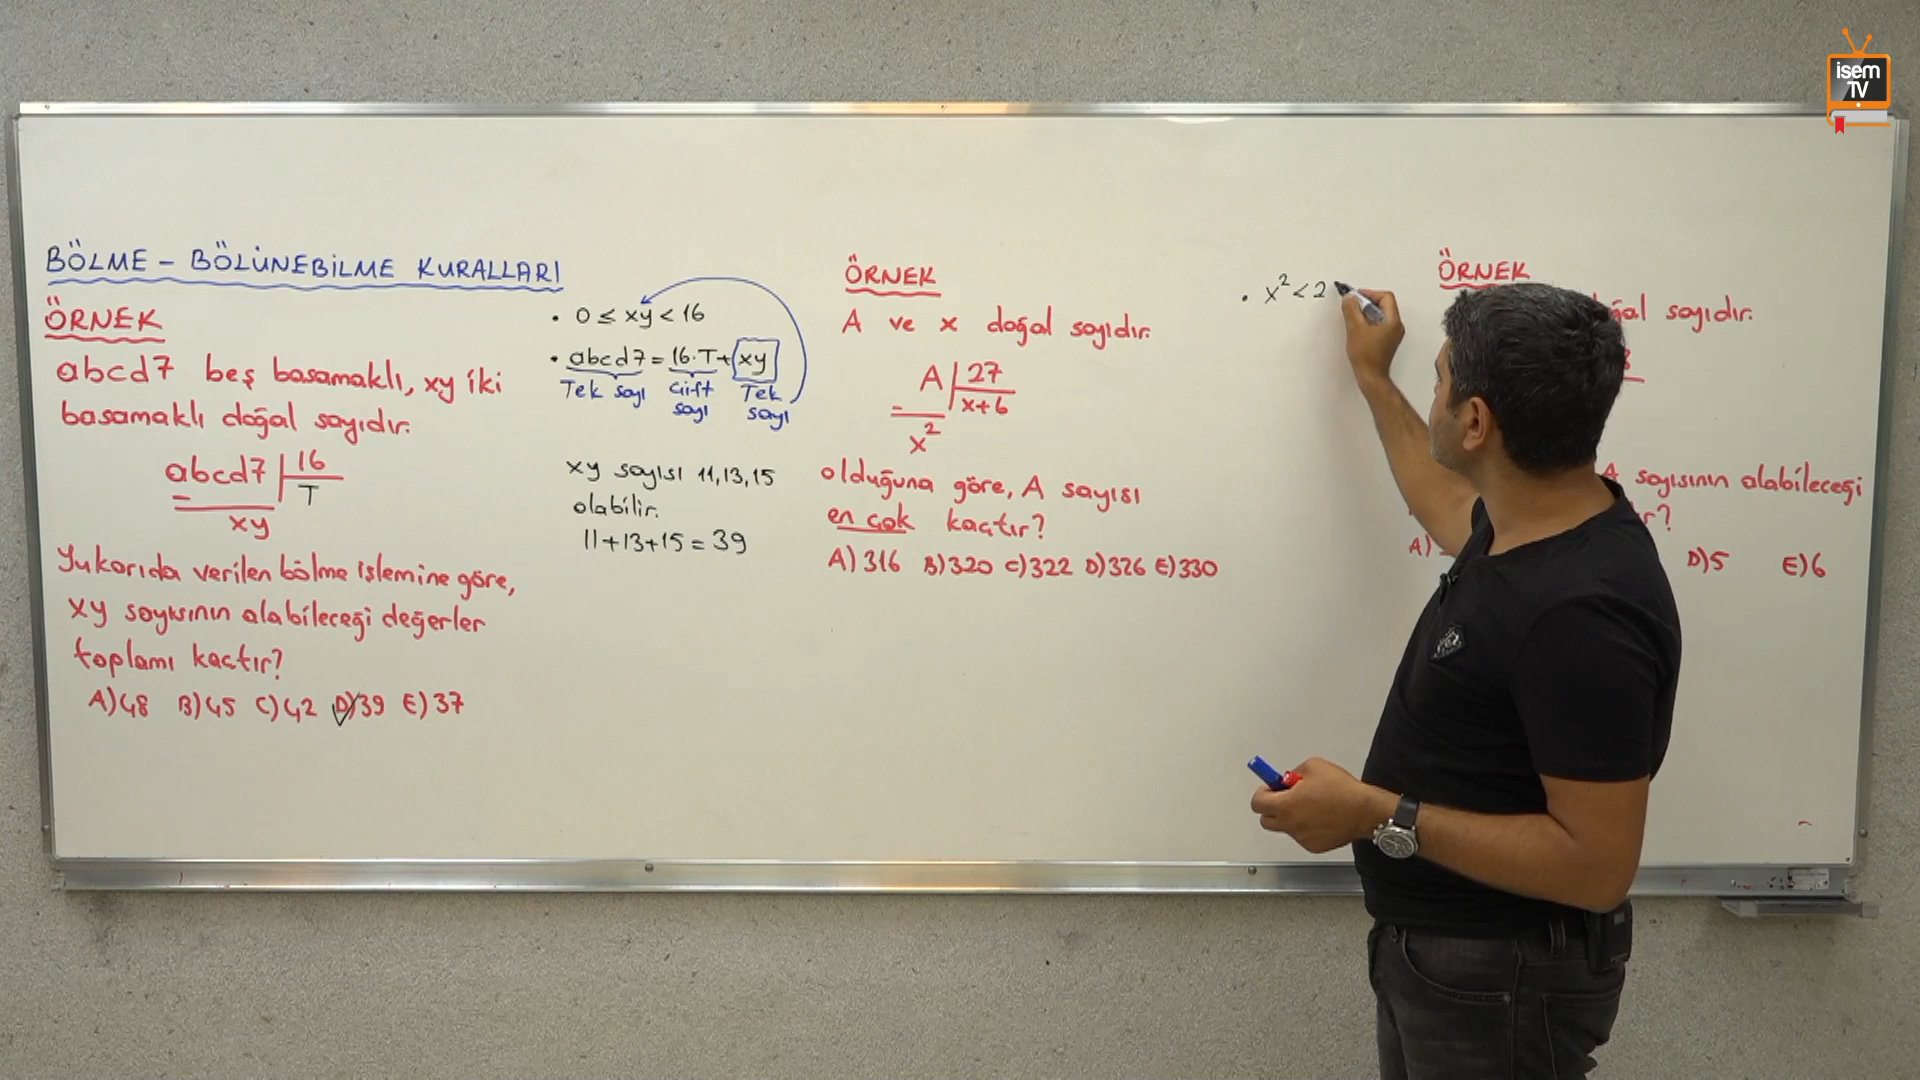 isem
TV
BÖLME - BÖLÜNEBİLME KURALLARI
ÖRNEK
abcd7 beş basamaklı, xy iki
basamaklı doğal sayıdır.
abcd7 | 16
T
xy
Yukarıda verilen bölme işlemine göre,
xy sayısının alabileceği değerler
toplamı kaçtır?
A)48 B)45 C)42 D)39 E)37
• 0 ≤ xy < 16
• abcd7 = 16.T + xy
Tek sayı Çift sayı Tek sayı
xy sayısı 11,13,15
olabilir.
11+13+15 = 39
ÖRNEK
A ve x doğal sayıdır.
A | 27
x+6
x²
olduğuna göre, A sayısı
en çok kaçtır?
A)316 B)320 C)322 D)326 E)330
• x² < 2
ÖRNEK
sayıdır.
A sayısının alabileceği
A) D)5 E)6